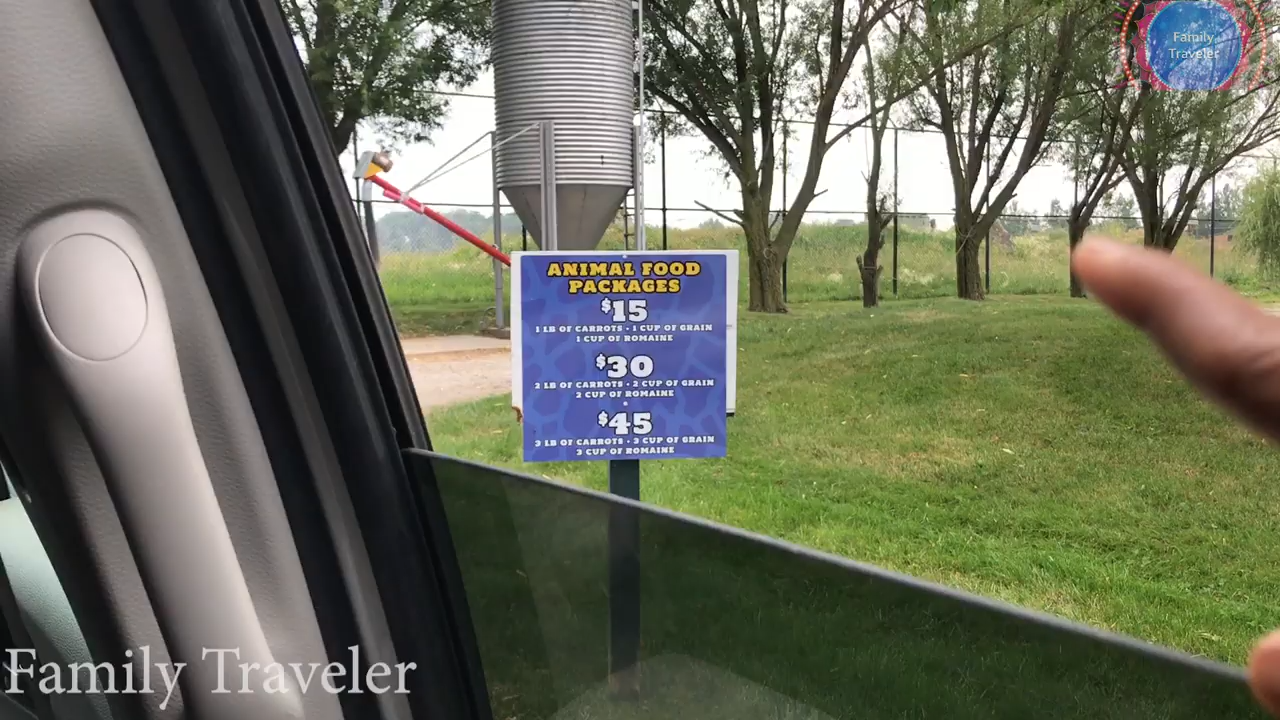 Family
Traveler
ANIMAL FOOD
PACKAGES
$15
1 LB OF CARROTS - 1 CUP OF GRAIN
1 CUP OF ROMAINE
$30
2 LB OF CARROTS - 2 CUP OF GRAIN
2 CUP OF ROMAINE
$45
3 LB OF CARROTS - 3 CUP OF GRAIN
3 CUP OF ROMAINE
Family Traveler